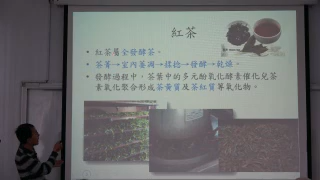 紅茶
• 紅茶屬全發酵茶。
• 茶菁→室內萎凋→揉捻→發酵→乾燥。
• 發酵過程中，茶葉中的多元酚氧化酵素催化兒茶
素氧化聚合形成茶黃質及茶紅質等氧化物。